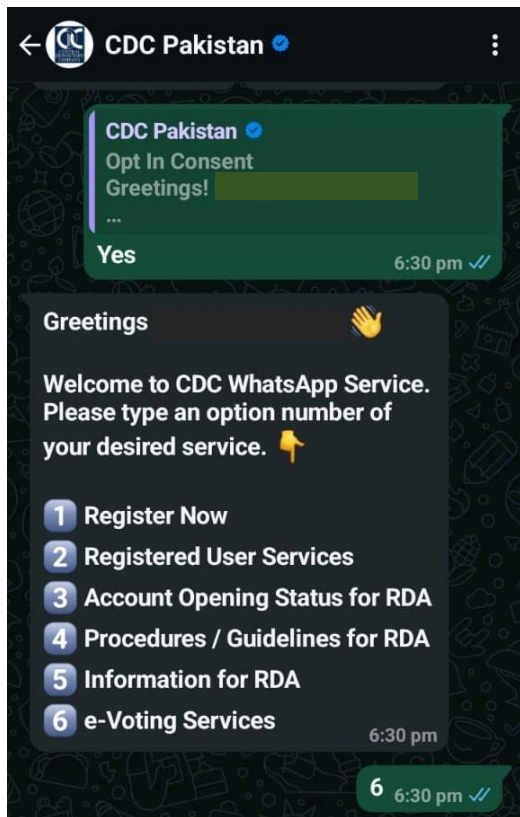 CDC Pakistan
CDC Pakistan
Opt In Consent
Greetings!
...
Yes
6:30 pm
Greetings 👋
Welcome to CDC WhatsApp Service.
Please type an option number of
your desired service. 👇
1 Register Now
2 Registered User Services
3 Account Opening Status for RDA
4 Procedures / Guidelines for RDA
5 Information for RDA
6 e-Voting Services
6:30 pm
6 6:30 pm